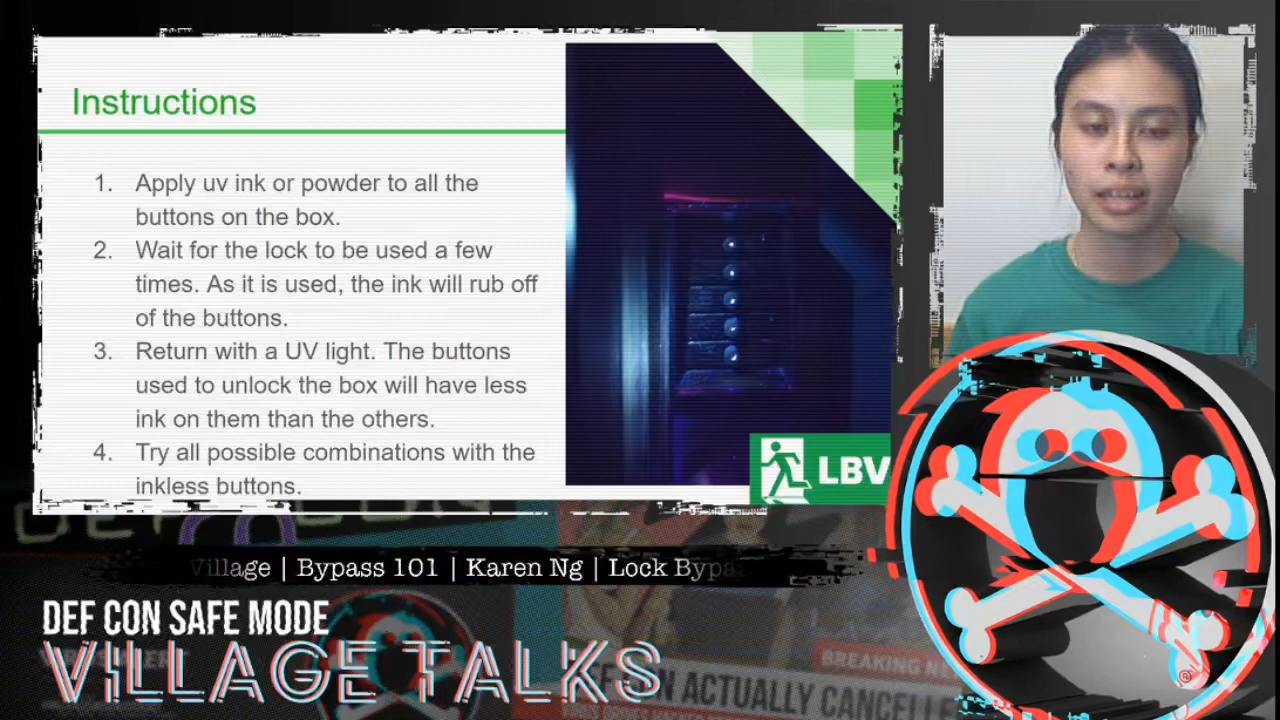 Instructions
1. Apply uv ink or powder to all the
buttons on the box.
2. Wait for the lock to be used a few
times. As it is used, the ink will rub off
of the buttons.
3. Return with a UV light. The buttons
used to unlock the box will have less
ink on them than the others.
4. Try all possible combinations with the
inkless buttons.
LBV
Village | Bypass 101 | Karen Ng | Lock Bypa
DEF CON SAFE MODE
VILLAGE TALKS
BREAKING N
DEF CON ACTUALLY CANCELLE